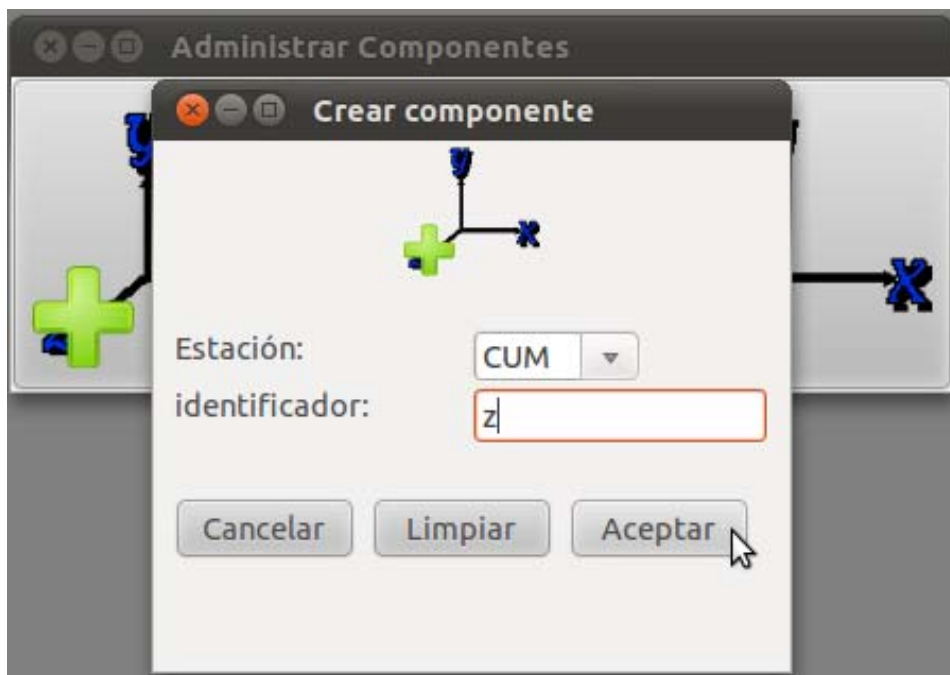 Administrar Componentes
Crear componente
y
x
y
x
Estación:
CUM
identificador:
z
Cancelar
Limpiar
Aceptar